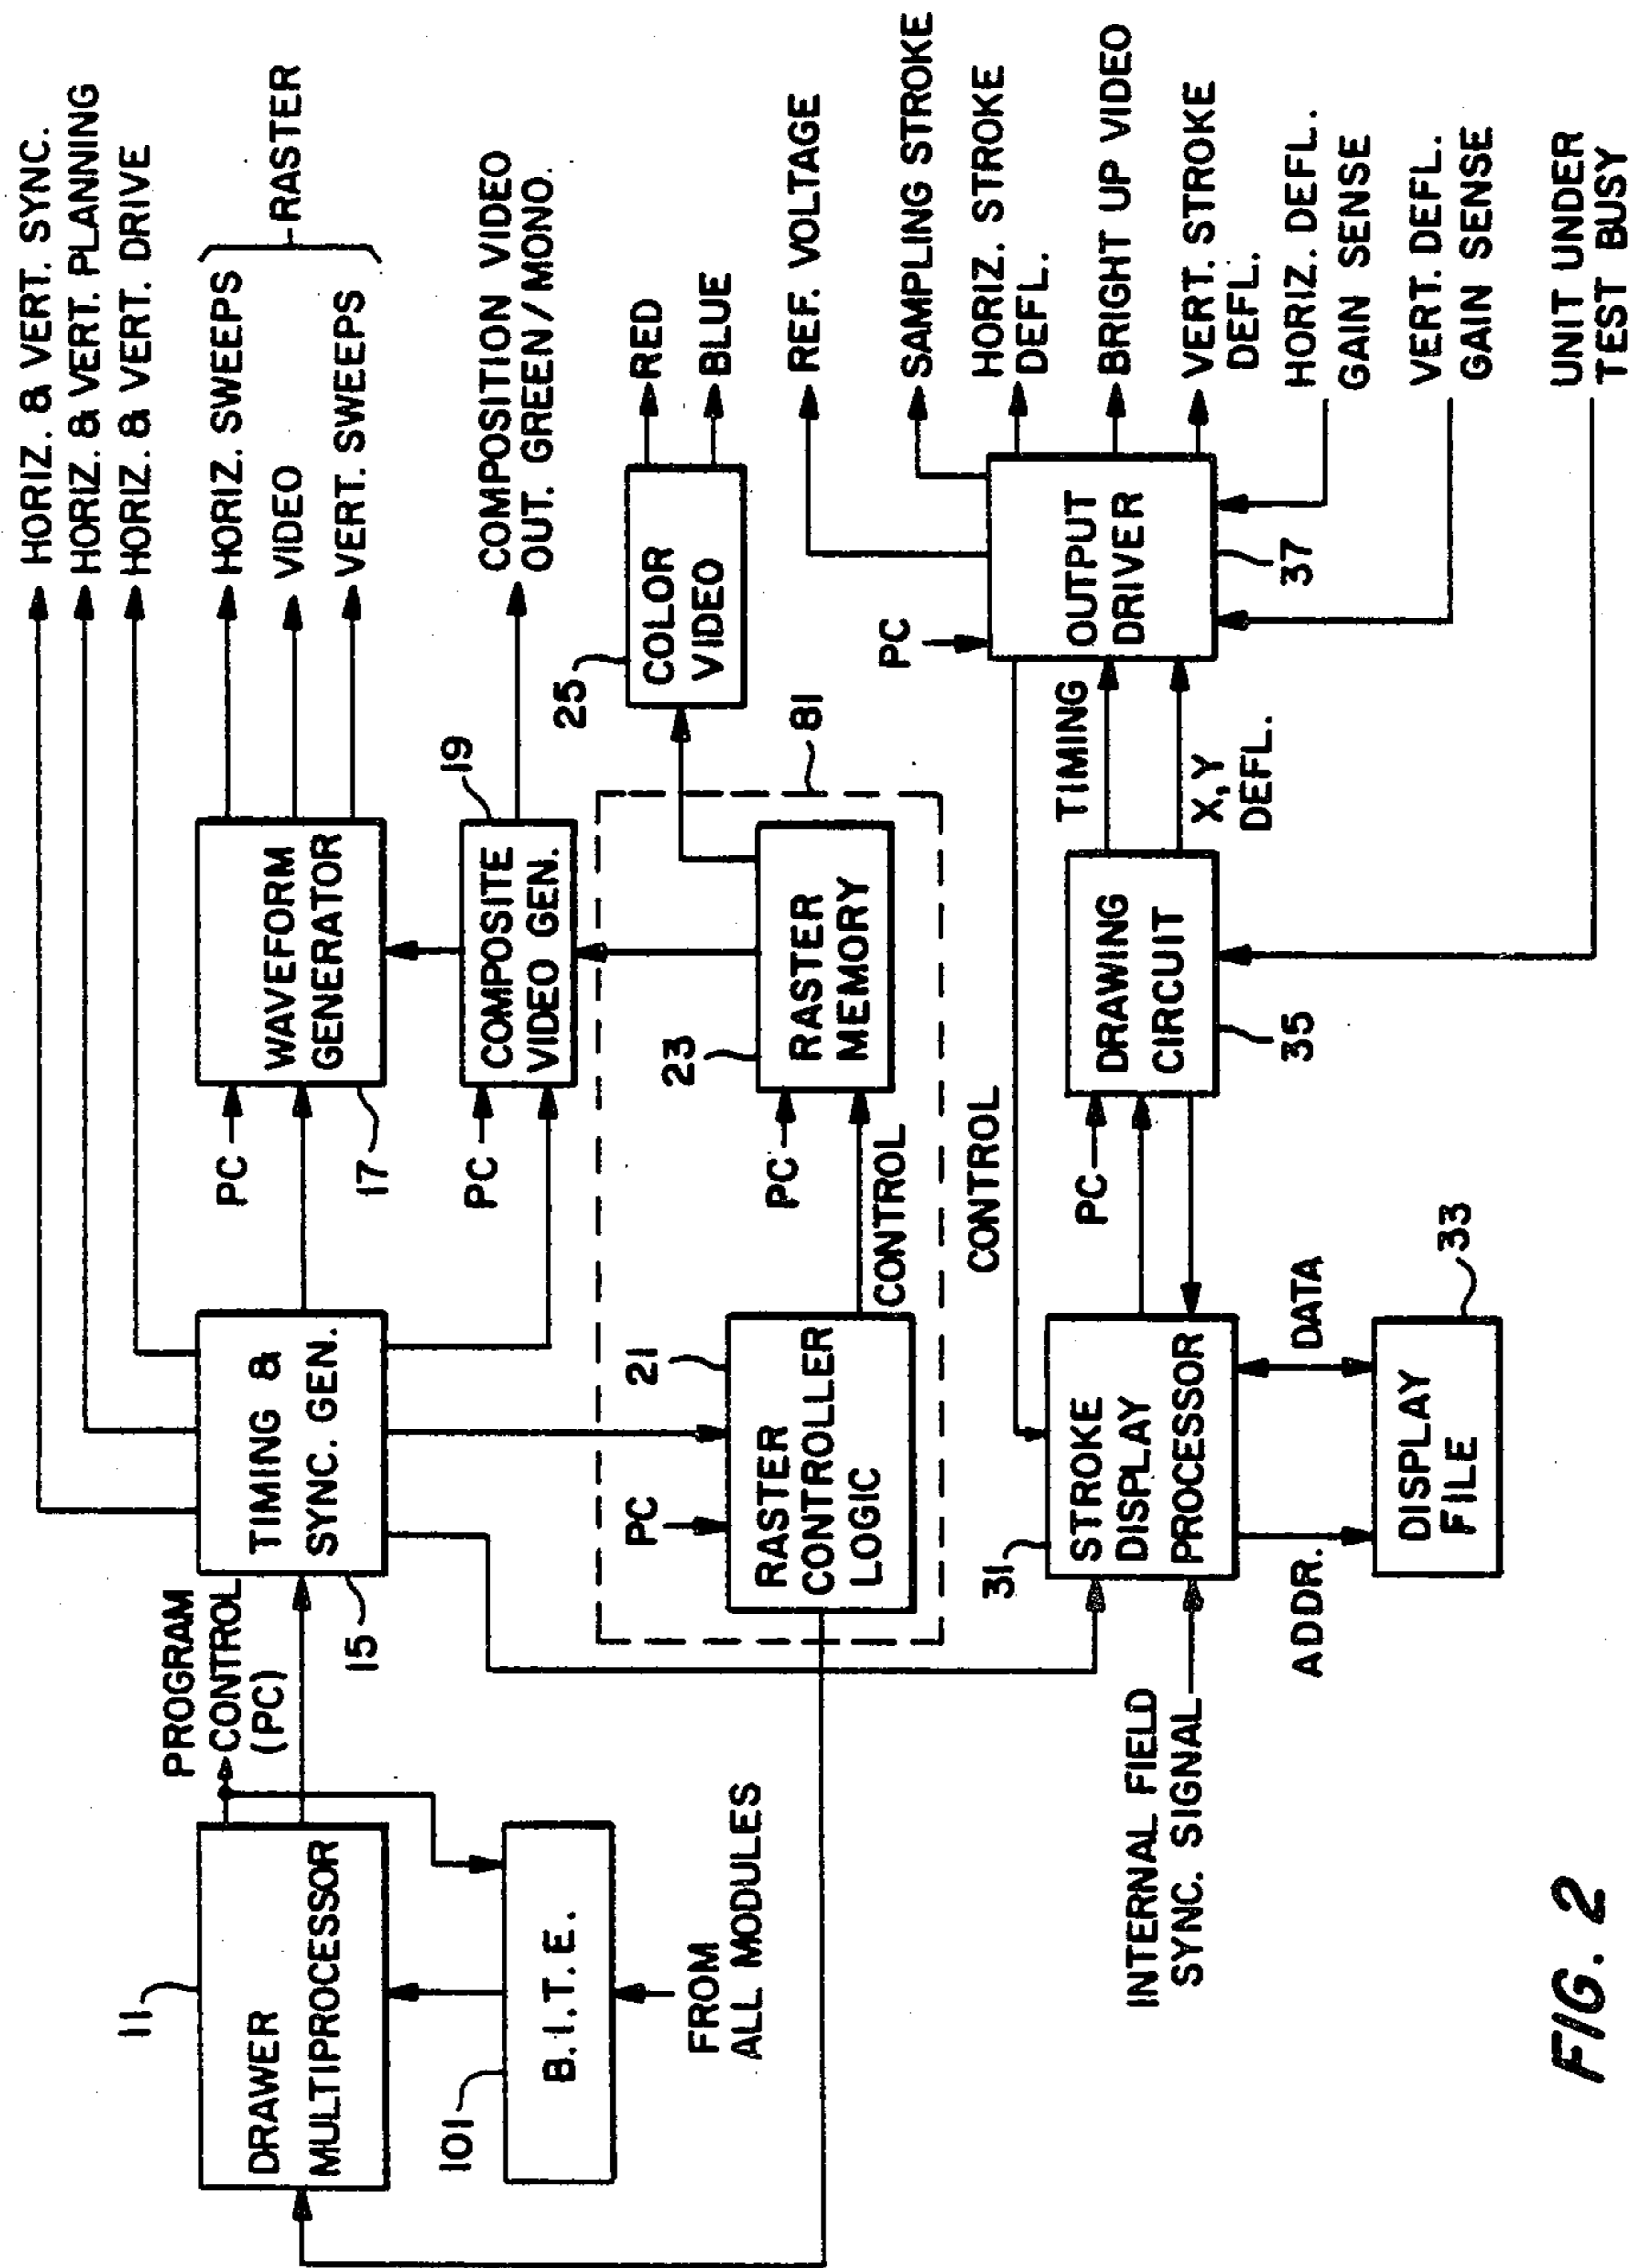 HORIZ. & VERT. SYNC.
HORIZ. & VERT. PLANNING
HORIZ. & VERT. DRIVE
HORIZ. SWEEPS
VIDEO
VERT. SWEEPS
RASTER
11
DRAWER
MULTIPROCESSOR
PROGRAM
CONTROL
(PC)
15
TIMING &
SYNC. GEN.
PC
17
WAVEFORM
GENERATOR
101
B.I.T.E.
FROM
ALL MODULES
PC
19
COMPOSITE
VIDEO GEN.
COMPOSITION VIDEO
OUT. GREEN/MONO.
25
COLOR
VIDEO
RED
BLUE
81
PC
21
RASTER
CONTROLLER
LOGIC
CONTROL
PC
23
RASTER
MEMORY
REF. VOLTAGE
SAMPLING STROKE
HORIZ. STROKE
DEFL.
BRIGHT UP VIDEO
VERT. STROKE
DEFL.
HORIZ. DEFL.
GAIN SENSE
VERT. DEFL.
GAIN SENSE
UNIT UNDER
TEST BUSY
CONTROL
INTERNAL FIELD
SYNC. SIGNAL
31
STROKE
DISPLAY
PROCESSOR
ADDR.
DATA
33
DISPLAY
FILE
PC
35
DRAWING
CIRCUIT
TIMING
X,Y
DEFL.
PC
37
OUTPUT
DRIVER
FIG. 2